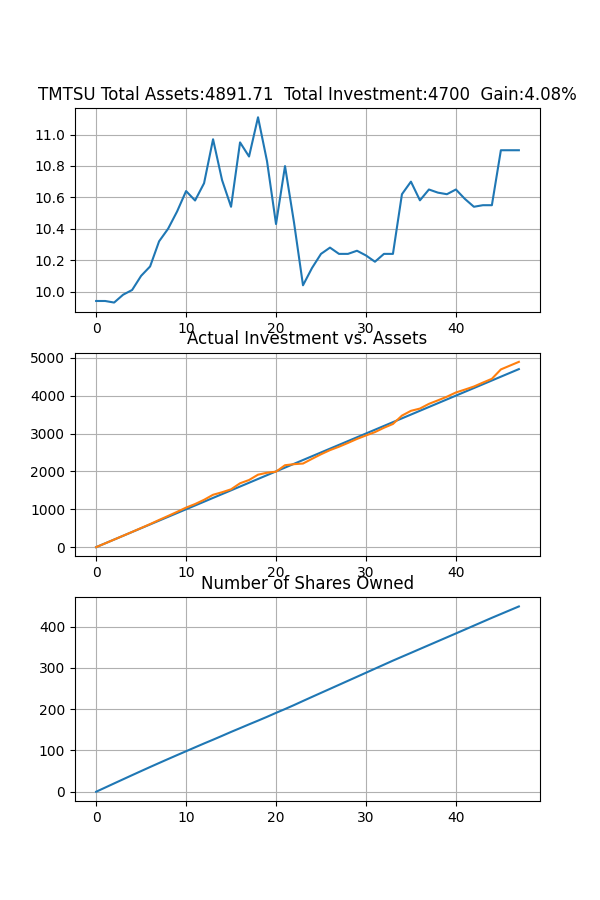 TMTSU Total Assets:4891.71  Total Investment:4700  Gain:4.08%
11.0
10.8
10.6
10.4
10.2
10.0
0 10 20 30 40
Actual Investment vs. Assets
5000
4000
3000
2000
1000
0
0 10 20 30 40
Number of Shares Owned
400
300
200
100
0
0 10 20 30 40